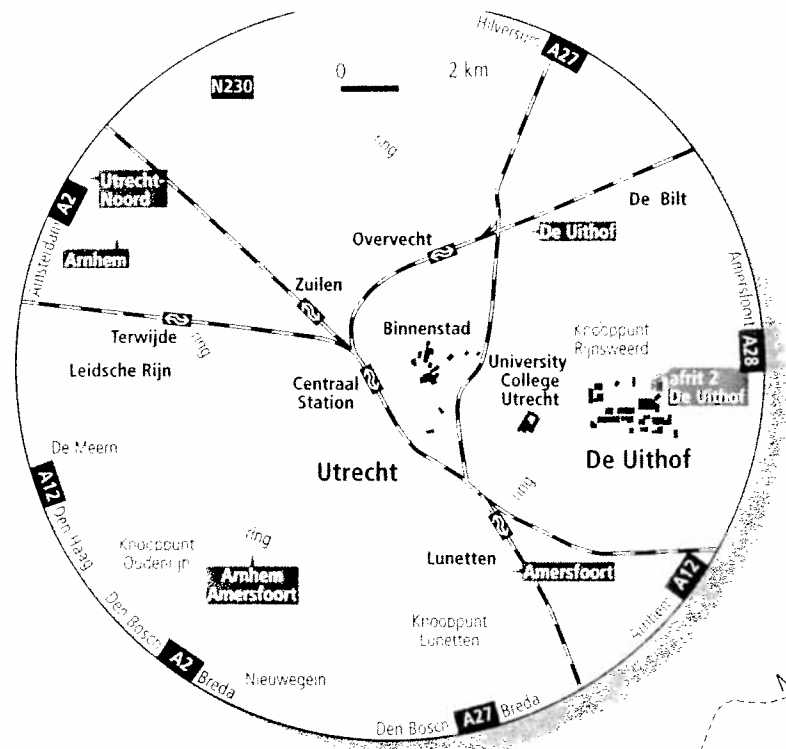 Hilversum
A27
N230
0
2 km
ring
Utrecht-
Noord
A2
De Bilt
Amsterdam
Overvecht
De Uithof
Arnhem
Zuilen
Amersfoort
Binnenstad
Knooppunt
Rijnsweerd
Terwijde
ring
A28
Leidsche Rijn
University
College
Utrecht
Centraal
Station
afrit 2
De Uithof
De Meern
Utrecht
De Uithof
A12
Den Haag
ring
ring
Knooppunt
Oudenrijn
Lunetten
Amersfoort
Arnhem
Amersfoort
A12
Arnhem
Den Bosch
Knooppunt
Lunetten
A2
Breda
Nieuwegein
Den Bosch
A27
Breda